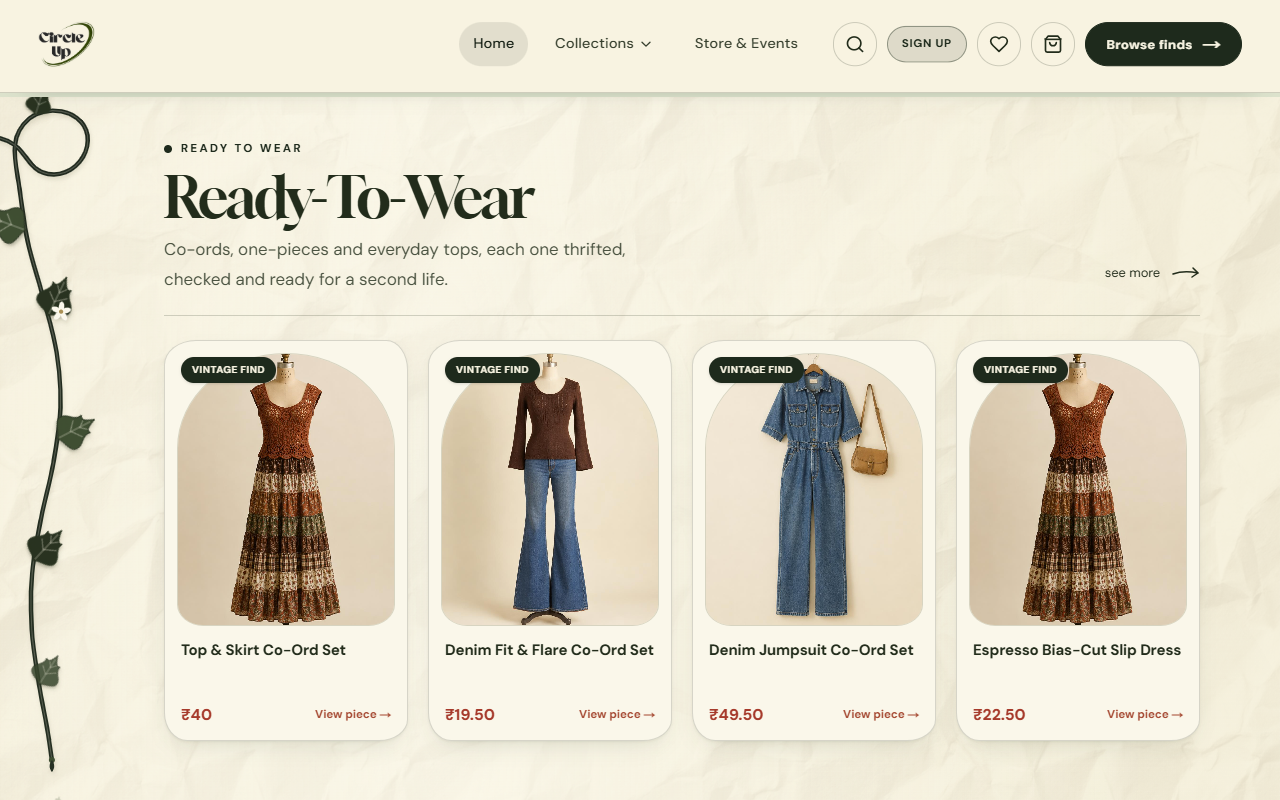 Circle
Up
Home
Collections
Store & Events
SIGN UP
Browse finds →
READY TO WEAR
Ready-To-Wear
Co-ords, one-pieces and everyday tops, each one thrifted,
checked and ready for a second life.
see more
VINTAGE FIND
VINTAGE FIND
VINTAGE FIND
VINTAGE FIND
Top & Skirt Co-Ord Set
Denim Fit & Flare Co-Ord Set
Denim Jumpsuit Co-Ord Set
Espresso Bias-Cut Slip Dress
₹40
View piece →
₹19.50
View piece →
₹49.50
View piece →
₹22.50
View piece →